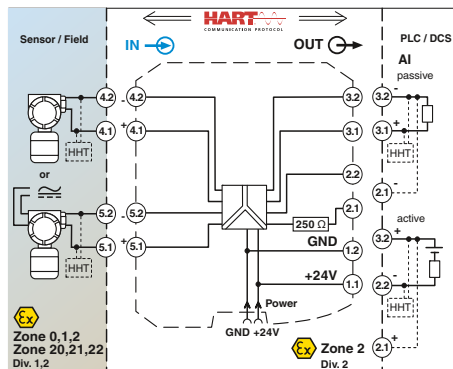 HART
COMMUNICATION PROTOCOL
Sensor / Field
IN
OUT
PLC / DCS
AI
passive
4.2
-
4.2
3.2
3.2
-
4.1
+
4.1
3.1
3.1
+
HHT
HHT
or
2.2
2.1
-
5.2
-
5.2
2.1
active
250 Ω
GND
3.2
+
5.1
+
5.1
1.2
HHT
+24V
2.2
-
1.1
HHT
Power
GND +24V
2.1
+
Ex
Zone 0,1,2
Zone 20,21,22
Div. 1,2
Ex
Zone 2
Div. 2